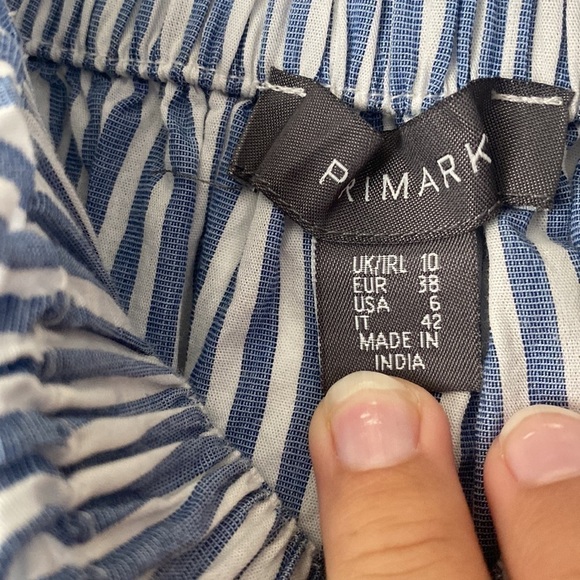 PRIMARK
UK/IRL 10
EUR 38
USA 6
IT 42
MADE IN
INDIA